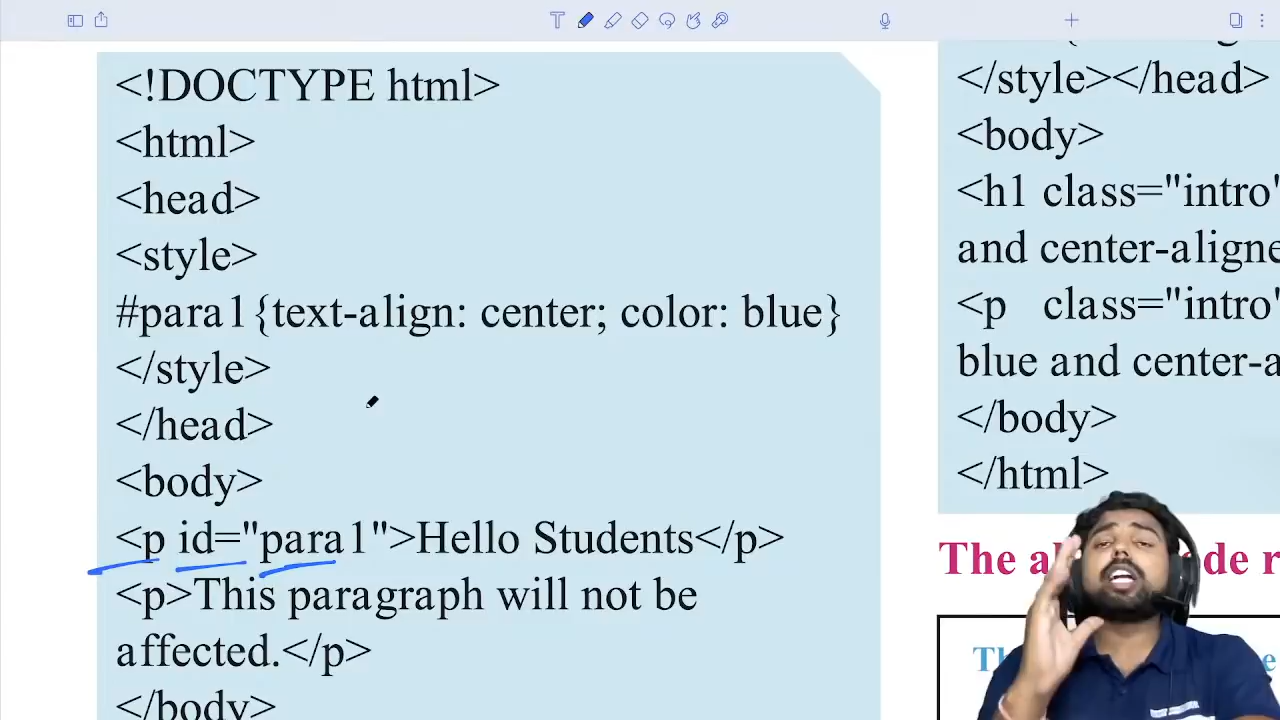 <!DOCTYPE html>
<html>
<head>
<style>
#para1{text-align: center; color: blue}
</style>
</head>
<body>
<p id="para1">Hello Students</p>
<p>This paragraph will not be
affected.</p>
</body>
</style></head>
<body>
<h1 class="intro"
and center-aligne
<p class="intro"
blue and center-a
</body>
</html>
The a
de r
Th
e